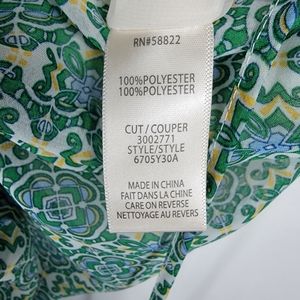 RN#58822
100%POLYESTER
100%POLYESTER
CUT / COUPER
3002771
STYLE/STYLE
670SY30A
MADE IN CHINA
FAIT DANS LA CHINE
CARE ON REVERSE
NETTOYAGE AU REVERS